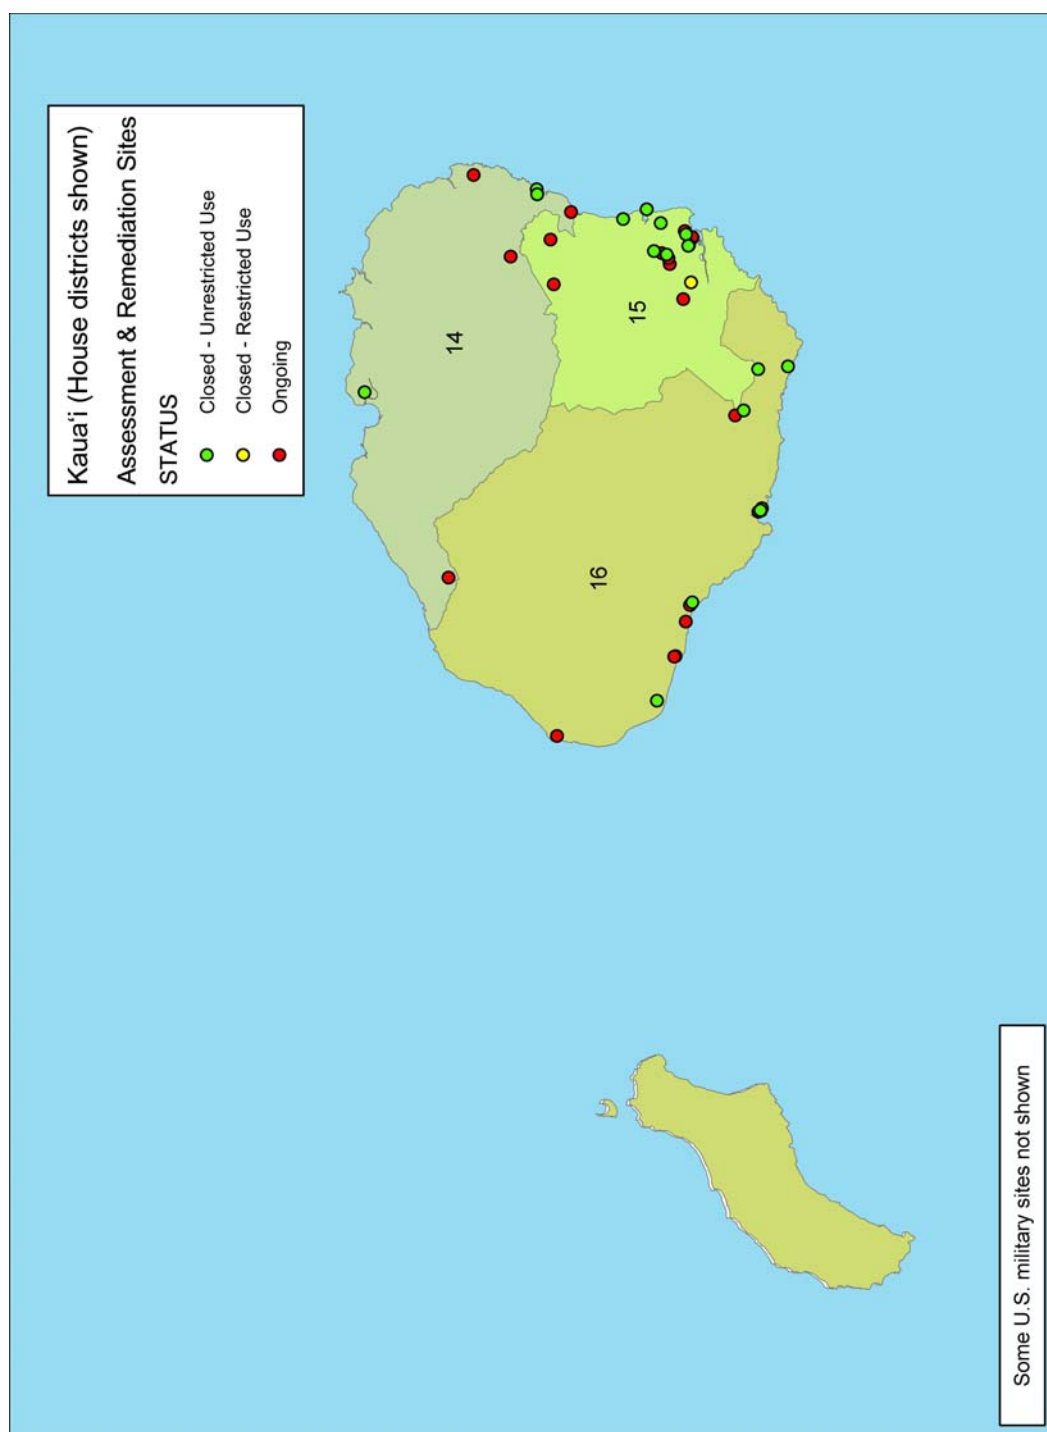 Kaua‘i (House districts shown)
Assessment & Remediation Sites
STATUS
Closed - Unrestricted Use
Closed - Restricted Use
Ongoing
14
15
16
Some U.S. military sites not shown